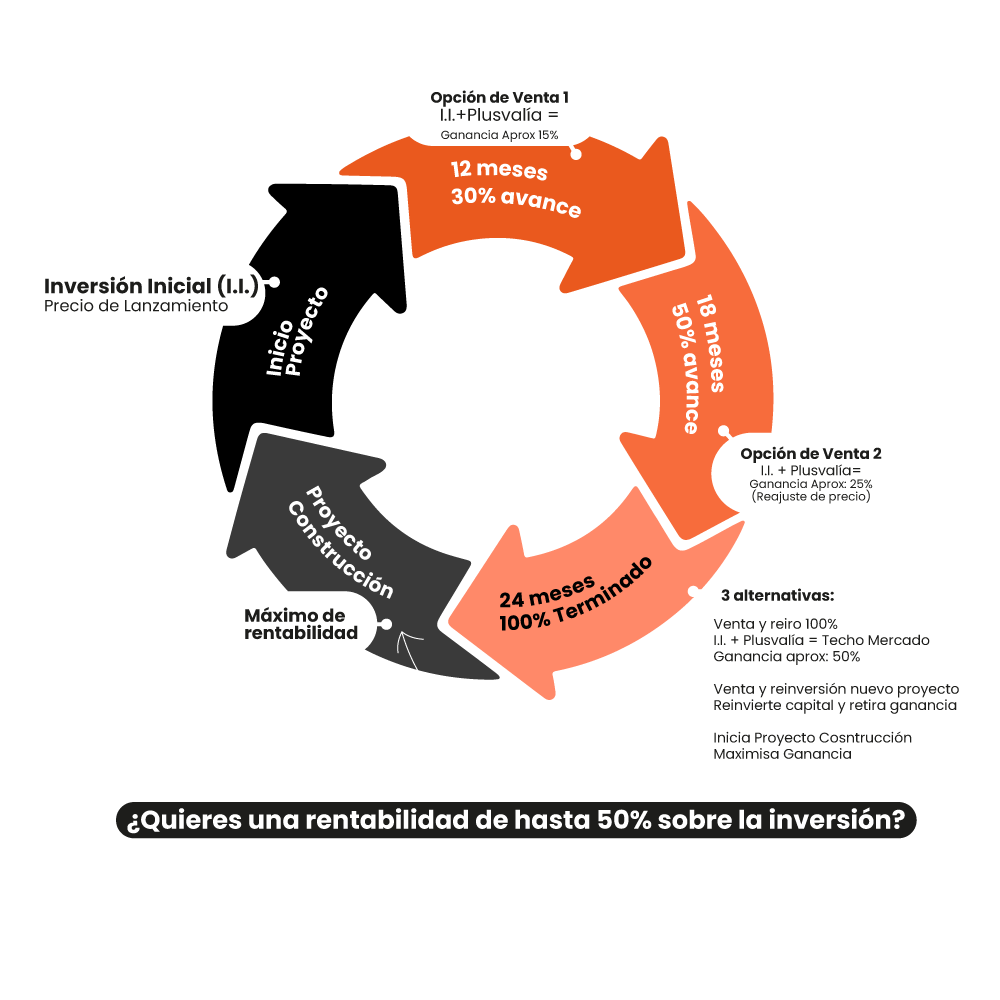 Opción de Venta 1
I.I.+Plusvalía =
Ganancia Aprox 15%
12 meses
30% avance
Inversión Inicial (I.I.)
Precio de Lanzamiento
Inicio
Proyecto
18 meses
50% avance
Opción de Venta 2
I.I. + Plusvalía=
Ganancia Aprox: 25%
(Reajuste de precio)
24 meses
100% Terminado
3 alternativas:
Venta y reiro 100%
I.I. + Plusvalía = Techo Mercado
Ganancia aprox: 50%
Venta y reinversión nuevo proyecto
Reinvierte capital y retira ganancia
Inicia Proyecto Cosntrucción
Maximisa Ganancia
Proyecto
Construcción
Máximo de
rentabilidad
¿Quieres una rentabilidad de hasta 50% sobre la inversión?